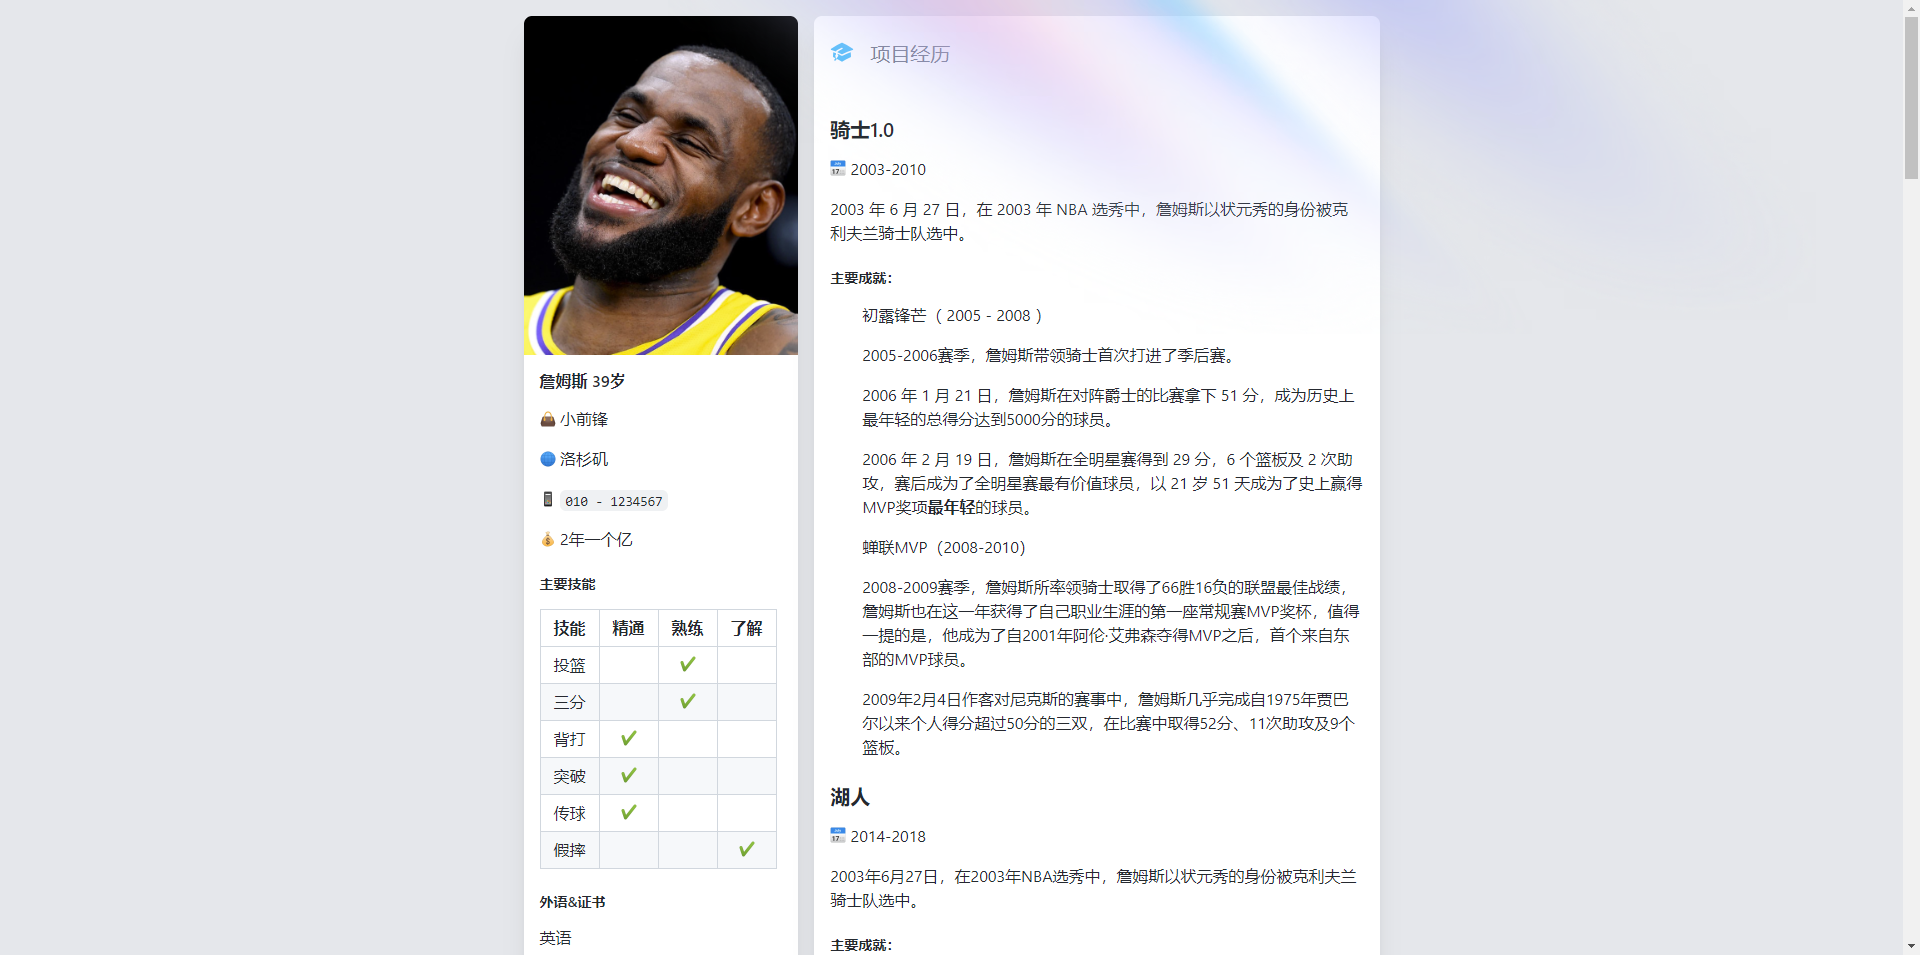 詹姆斯 39岁
小前锋
洛杉矶
010 - 1234567
2年一个亿
主要技能
技能 精通 熟练 了解
投篮 ✔
三分 ✔
背打 ✔
突破 ✔
传球 ✔
假摔 ✔
外语&证书
英语
项目经历
骑士1.0
2003-2010
2003 年 6 月 27 日，在 2003 年 NBA 选秀中，詹姆斯以状元秀的身份被克
利夫兰骑士队选中。
主要成就：
初露锋芒（ 2005 - 2008 ）
2005-2006赛季，詹姆斯带领骑士首次打进了季后赛。
2006 年 1 月 21 日，詹姆斯在对阵爵士的比赛拿下 51 分，成为历史上
最年轻的总得分达到5000分的球员。
2006 年 2 月 19 日，詹姆斯在全明星赛得到 29 分，6 个篮板及 2 次助
攻，赛后成为了全明星赛最有价值球员，以 21 岁 51 天成为了史上赢得
MVP奖项最年轻的球员。
蝉联MVP（2008-2010）
2008-2009赛季，詹姆斯所率领骑士取得了66胜16负的联盟最佳战绩，
詹姆斯也在这一年获得了自己职业生涯的第一座常规赛MVP奖杯，值得
一提的是，他成为了自2001年阿伦·艾弗森夺得MVP之后，首个来自东
部的MVP球员。
2009年2月4日作客对尼克斯的赛事中，詹姆斯几乎完成自1975年贾巴
尔以来个人得分超过50分的三双，在比赛中取得52分、11次助攻及9个
篮板。
湖人
2014-2018
2003年6月27日，在2003年NBA选秀中，詹姆斯以状元秀的身份被克利夫兰
骑士队选中。
主要成就：